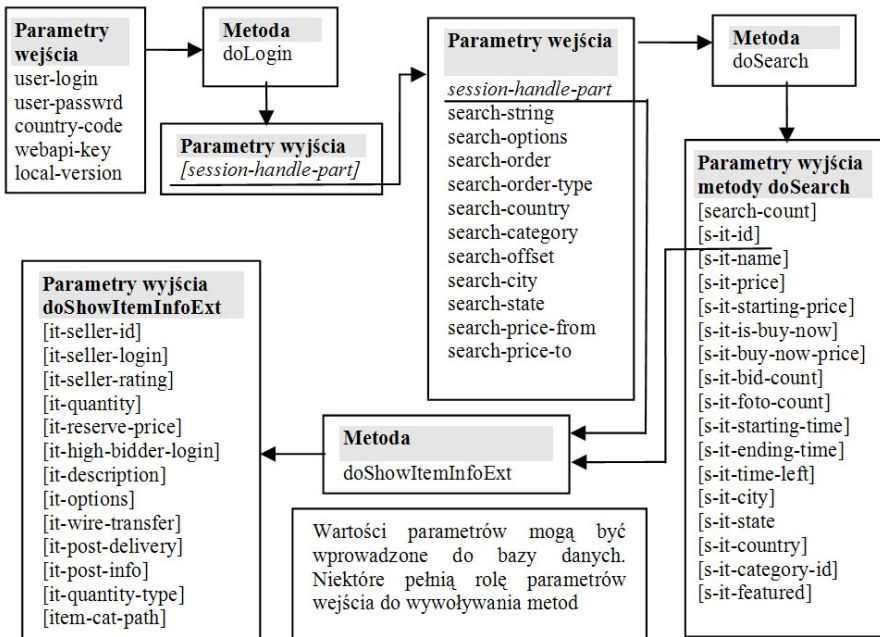 Parametry
wejścia
user-login
user-passwrd
country-code
webapi-key
local-version
Metoda
doLogin
Parametry wyjścia
[session-handle-part]
Parametry wejścia
session-handle-part
search-string
search-options
search-order
search-order-type
search-country
search-category
search-offset
search-city
search-state
search-price-from
search-price-to
Metoda
doSearch
Parametry wyjścia
metody doSearch
[search-count]
[s-it-id]
[s-it-name]
[s-it-price]
[s-it-starting-price]
[s-it-is-buy-now]
[s-it-buy-now-price]
[s-it-bid-count]
[s-it-foto-count]
[s-it-starting-time]
[s-it-ending-time]
[s-it-time-left]
[s-it-city]
[s-it-state
[s-it-country]
[s-it-category-id]
[s-it-featured]
Metoda
doShowItemInfoExt
Parametry wyjścia
doShowItemInfoExt
[it-seller-id]
[it-seller-login]
[it-seller-rating]
[it-quantity]
[it-reserve-price]
[it-high-bidder-login]
[it-description]
[it-options]
[it-wire-transfer]
[it-post-delivery]
[it-post-info]
[it-quantity-type]
[item-cat-path]
Wartości parametrów mogą być
wprowadzone do bazy danych.
Niektóre pełnią rolę parametrów
wejścia do wywoływania metod